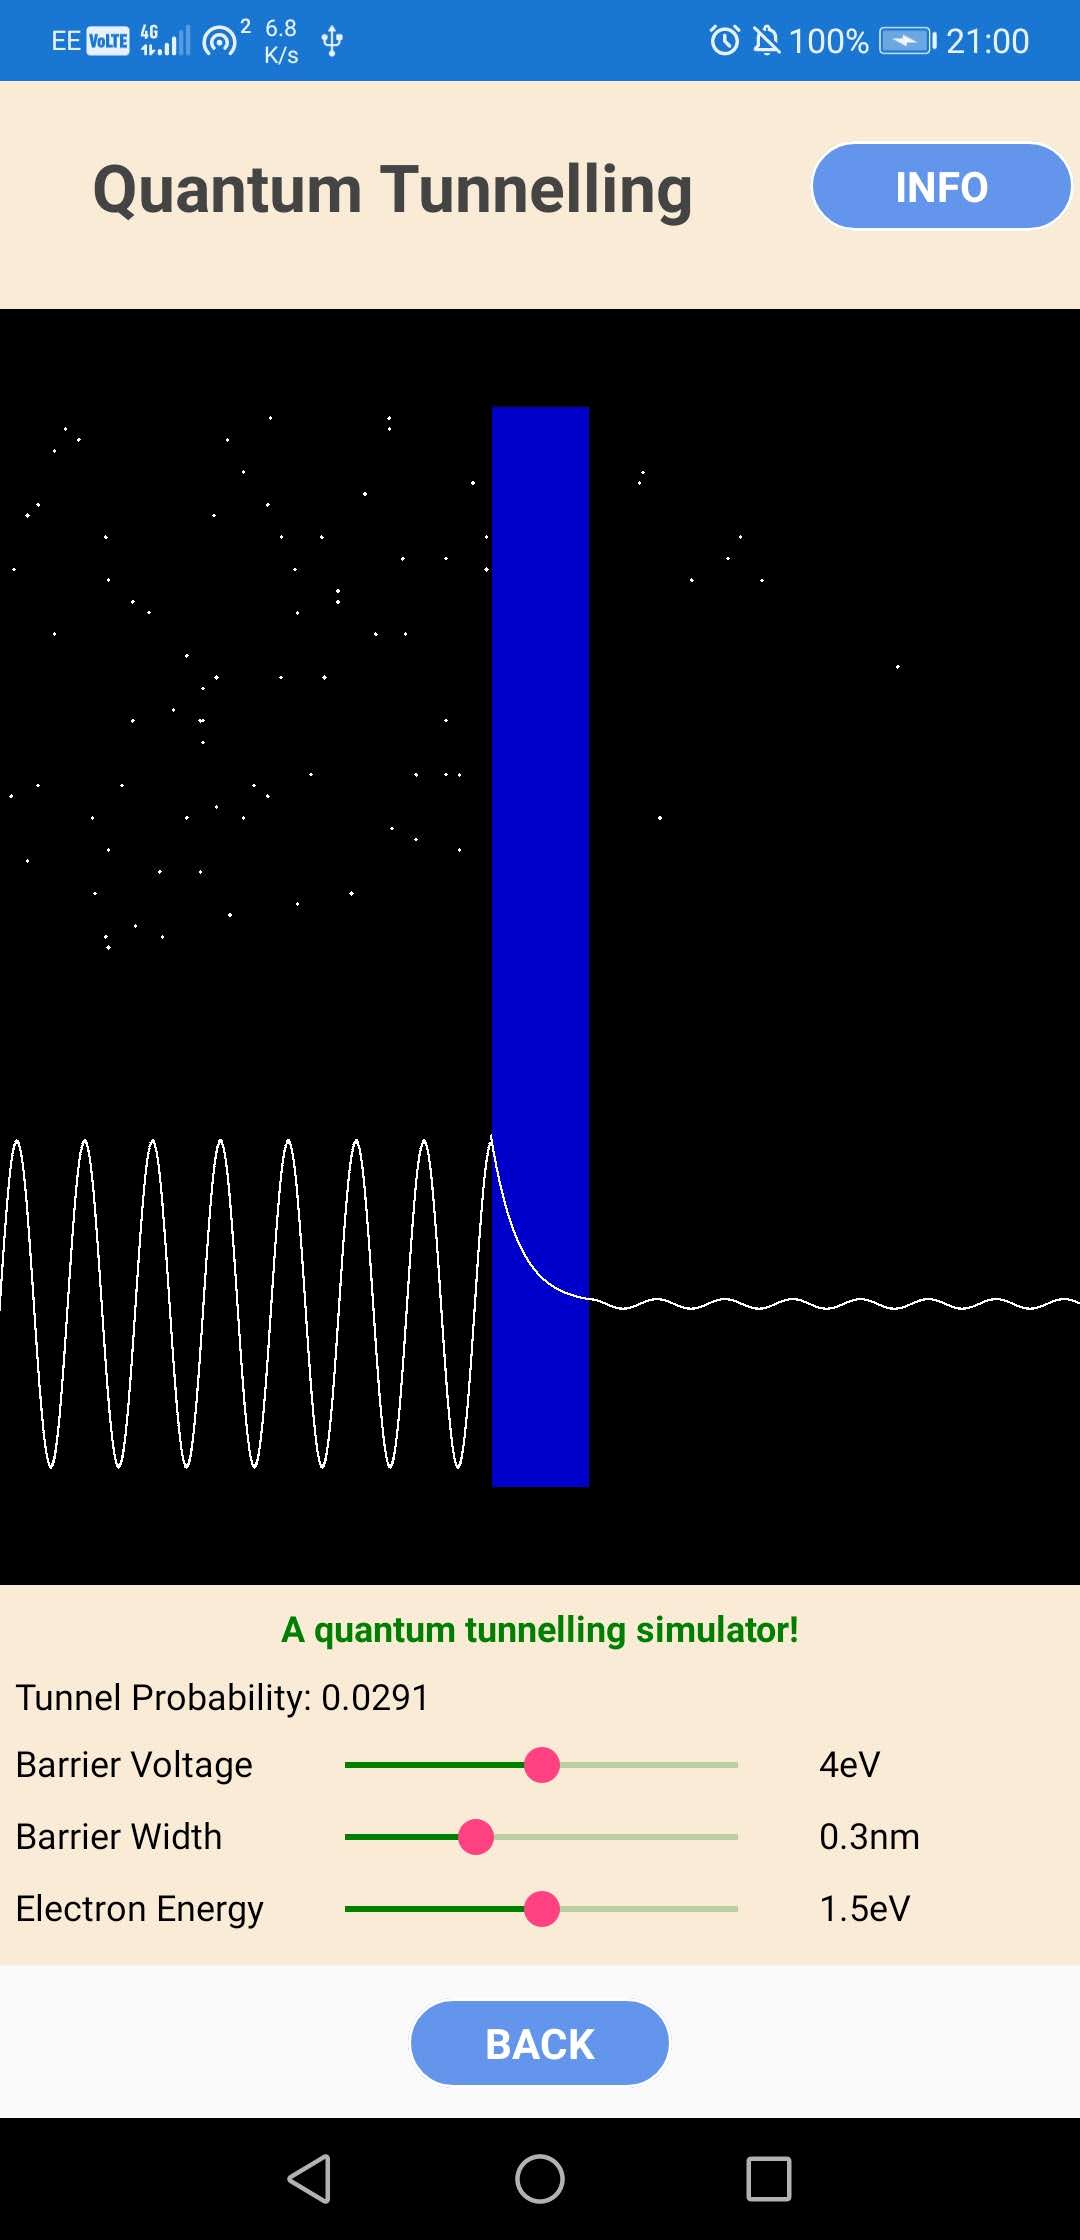 EE VoLTE 4G 2 6.8 K/s 100% 21:00
Quantum Tunnelling INFO
A quantum tunnelling simulator!
Tunnel Probability: 0.0291
Barrier Voltage 4eV
Barrier Width 0.3nm
Electron Energy 1.5eV
BACK